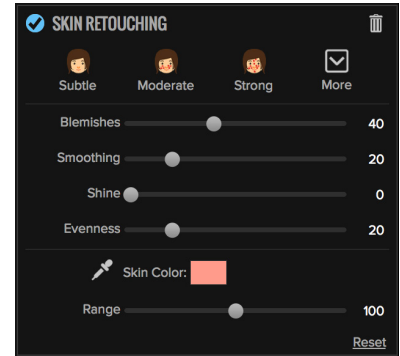 SKIN RETOUCHING
Subtle Moderate Strong More
Blemishes 40
Smoothing 20
Shine 0
Evenness 20
Skin Color:
Range 100
Reset